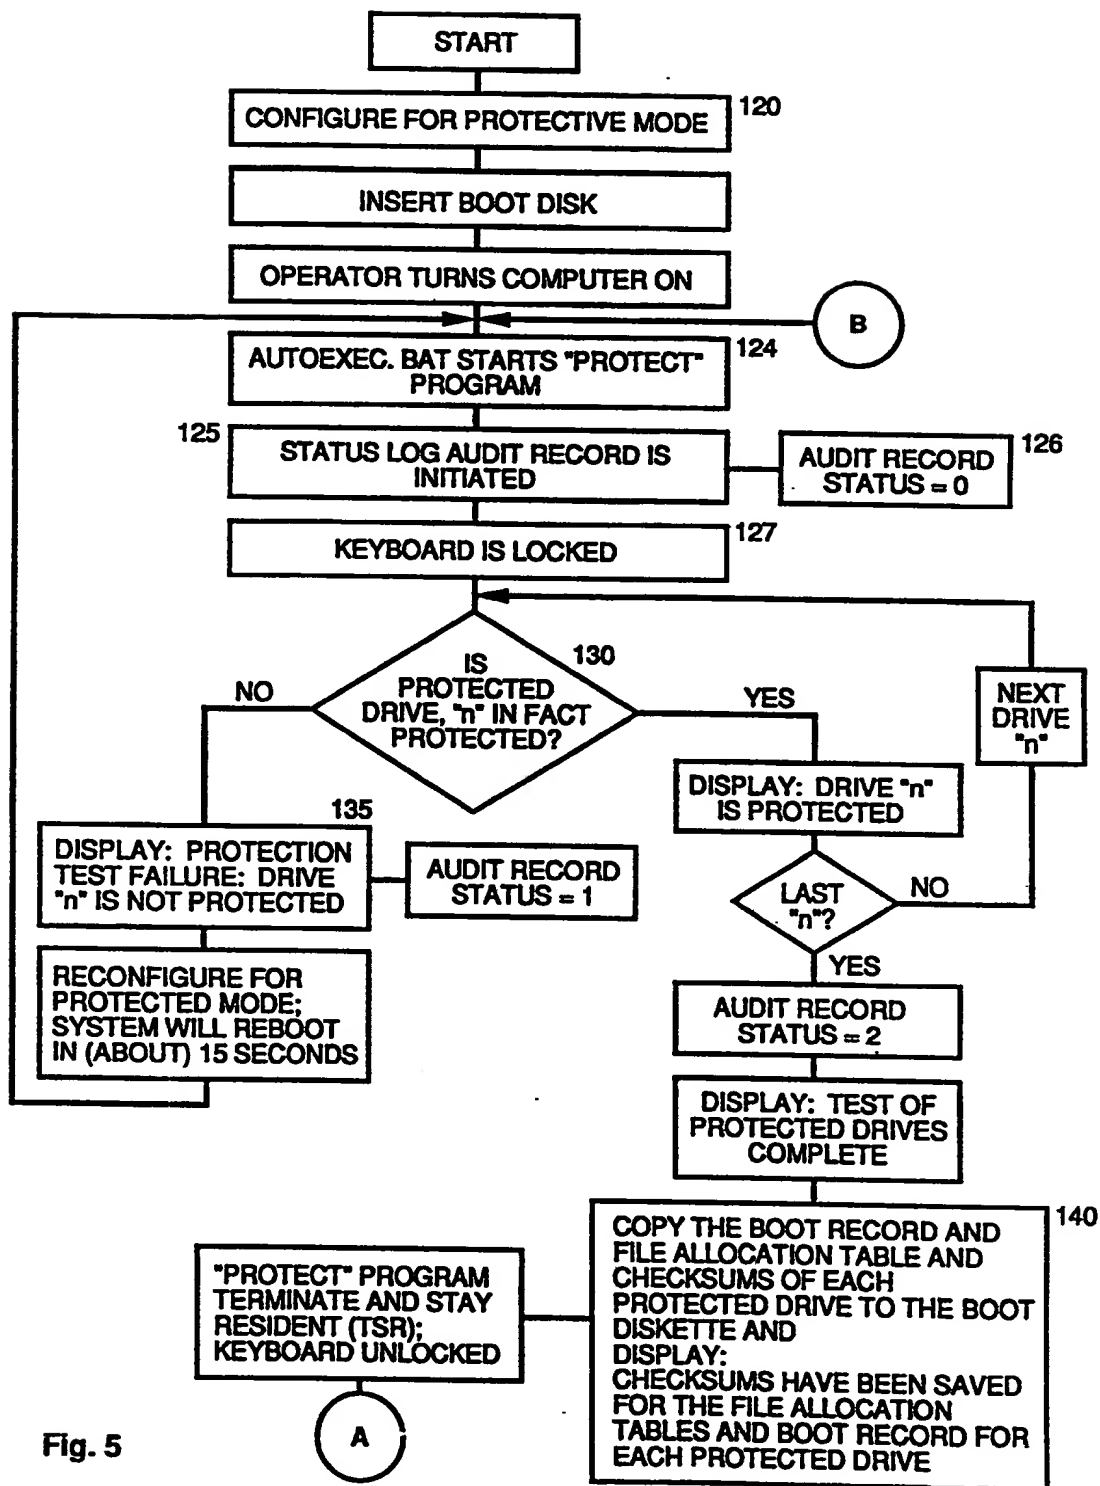 START
CONFIGURE FOR PROTECTIVE MODE
120
INSERT BOOT DISK
OPERATOR TURNS COMPUTER ON
B
AUTOEXEC. BAT STARTS "PROTECT"
PROGRAM
124
125
STATUS LOG AUDIT RECORD IS
INITIATED
AUDIT RECORD
STATUS = 0
126
KEYBOARD IS LOCKED
127
IS
PROTECTED
DRIVE, "n" IN FACT
PROTECTED?
130
NO
YES
NEXT
DRIVE
"n"
DISPLAY: DRIVE "n"
IS PROTECTED
135
DISPLAY: PROTECTION
TEST FAILURE: DRIVE
"n" IS NOT PROTECTED
AUDIT RECORD
STATUS = 1
LAST
"n"?
NO
YES
RECONFIGURE FOR
PROTECTED MODE;
SYSTEM WILL REBOOT
IN (ABOUT) 15 SECONDS
AUDIT RECORD
STATUS = 2
DISPLAY: TEST OF
PROTECTED DRIVES
COMPLETE
140
COPY THE BOOT RECORD AND
FILE ALLOCATION TABLE AND
CHECKSUMS OF EACH
PROTECTED DRIVE TO THE BOOT
DISKETTE AND
DISPLAY:
CHECKSUMS HAVE BEEN SAVED
FOR THE FILE ALLOCATION
TABLES AND BOOT RECORD FOR
EACH PROTECTED DRIVE
"PROTECT" PROGRAM
TERMINATE AND STAY
RESIDENT (TSR);
KEYBOARD UNLOCKED
A
Fig. 5